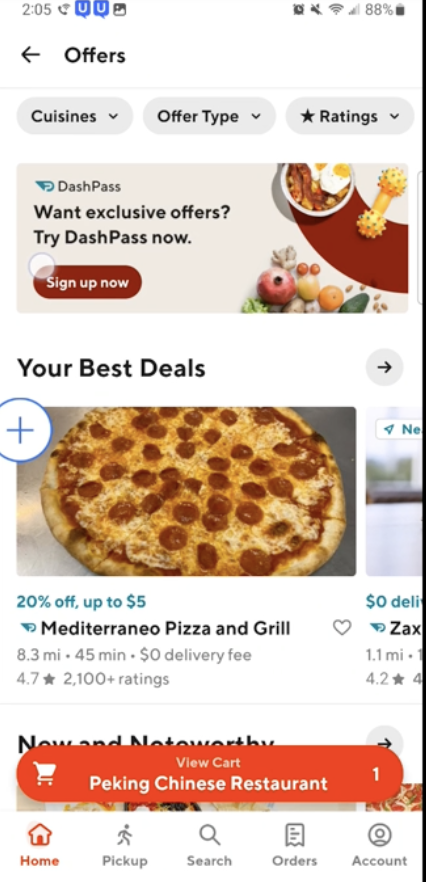 2:05
88%
Offers
Cuisines
Offer Type
★ Ratings
DashPass
Want exclusive offers?
Try DashPass now.
Sign up now
Your Best Deals
Ne
20% off, up to $5
$0 deli
Mediterraneo Pizza and Grill
Zax
8.3 mi • 45 min • $0 delivery fee
1.1 mi • 1
4.7 ★ 2,100+ ratings
4.2 ★ 4
New and Noteworthy
View Cart
Peking Chinese Restaurant
1
Home
Pickup
Search
Orders
Account